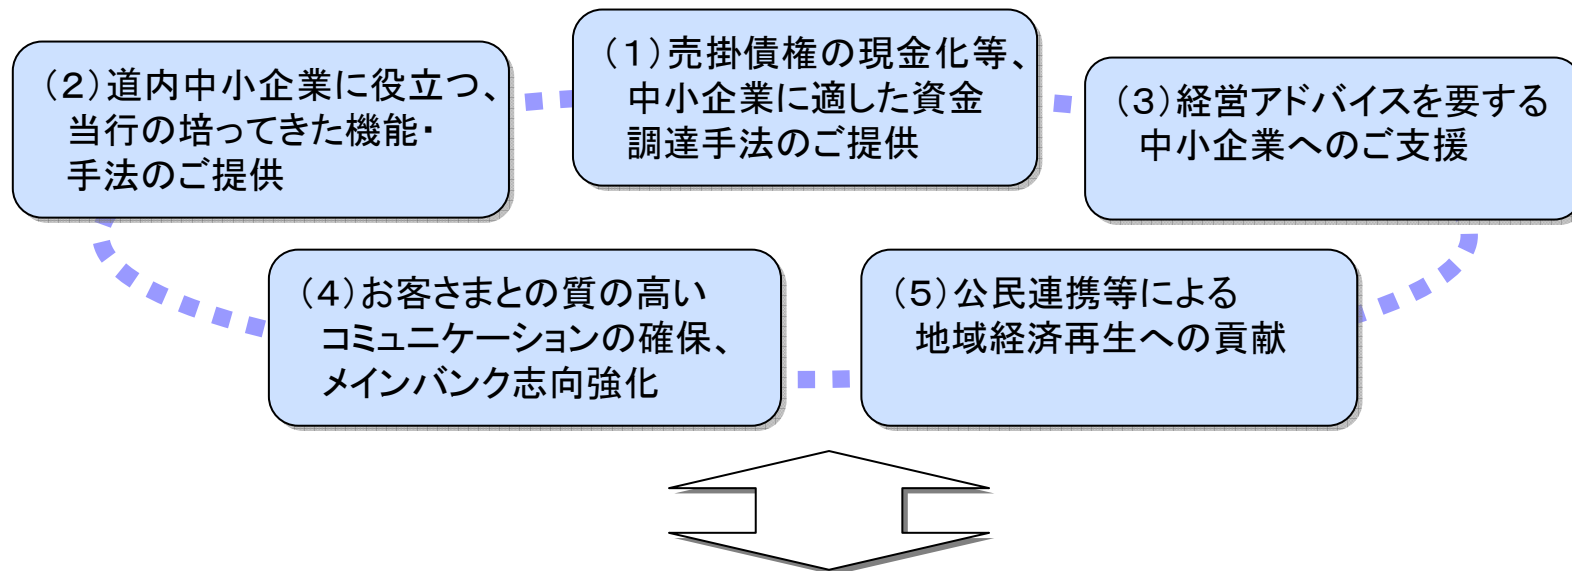 （1）売掛債権の現金化等、
中小企業に適した資金
調達手法のご提供
（2）道内中小企業に役立つ、
当行の培ってきた機能・
手法のご提供
（3）経営アドバイスを要する
中小企業へのご支援
（4）お客さまとの質の高い
コミュニケーションの確保、
メインバンク志向強化
（5）公民連携等による
地域経済再生への貢献